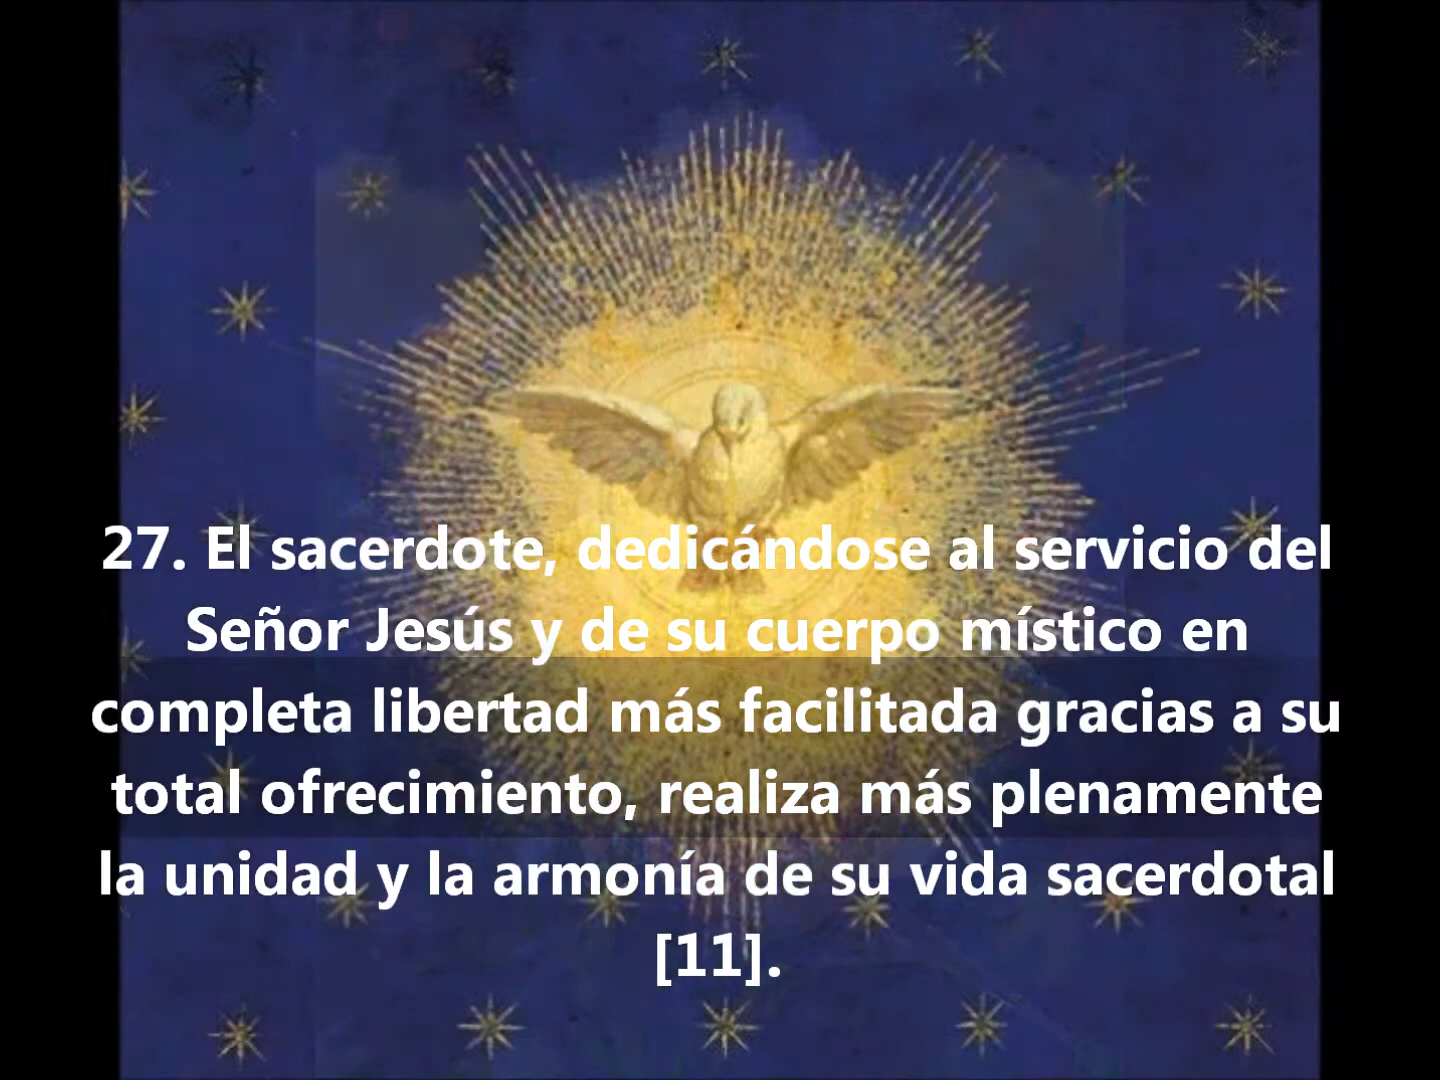 27. El sacerdote, dedicándose al servicio del
Señor Jesús y de su cuerpo místico en
completa libertad más facilitada gracias a su
total ofrecimiento, realiza más plenamente
la unidad y la armonía de su vida sacerdotal
[11].